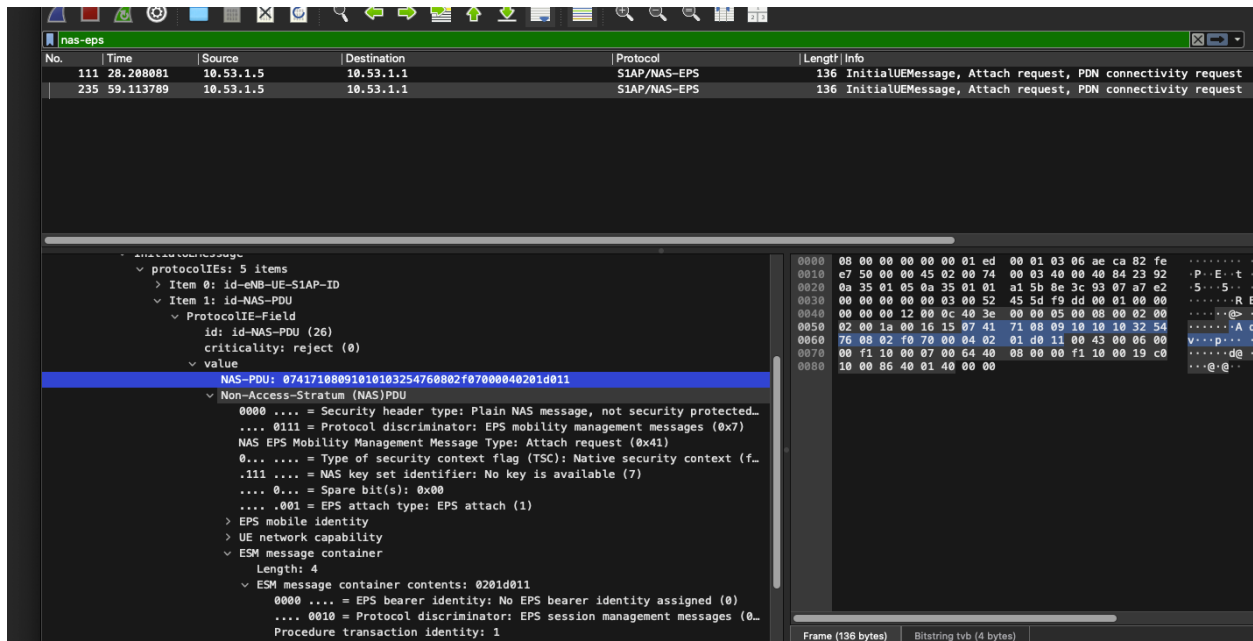 nas-eps
No. Time Source Destination Protocol Length Info
111 28.208081 10.53.1.5 10.53.1.1 S1AP/NAS-EPS 136 InitialUEMessage, Attach request, PDN connectivity request
235 59.113789 10.53.1.5 10.53.1.1 S1AP/NAS-EPS 136 InitialUEMessage, Attach request, PDN connectivity request
InitialUEMessage
protocolIEs: 5 items
Item 0: id-eNB-UE-S1AP-ID
Item 1: id-NAS-PDU
ProtocolIE-Field
id: id-NAS-PDU (26)
criticality: reject (0)
value
NAS-PDU: 0741710809101010325476 0802f07000040201d011
Non-Access-Stratum (NAS)PDU
0000 .... = Security header type: Plain NAS message, not security protected…
.... 0111 = Protocol discriminator: EPS mobility management messages (0x7)
NAS EPS Mobility Management Message Type: Attach request (0x41)
0... .... = Type of security context flag (TSC): Native security context (f…
.111 .... = NAS key set identifier: No key is available (7)
.... 0... = Spare bit(s): 0x00
.... .001 = EPS attach type: EPS attach (1)
EPS mobile identity
UE network capability
ESM message container
Length: 4
ESM message container contents: 0201d011
0000 .... = EPS bearer identity: No EPS bearer identity assigned (0)
.... 0010 = Protocol discriminator: EPS session management messages (0…
Procedure transaction identity: 1
0000 08 00 00 00 00 00 01 ed 00 01 03 06 ae ca 82 fe ········
0010 e7 50 00 00 45 02 00 74 00 03 40 00 40 84 23 92 ·P··E··t
0020 0a 35 01 05 0a 35 01 01 a1 5b 8e 3c 93 07 a7 e2 ·5···5··
0030 00 00 00 00 00 03 00 52 45 5d f9 dd 00 01 00 00 ·······R E
0040 00 00 00 12 00 0c 40 3e 00 00 05 00 08 00 02 00 ······@>
0050 02 00 1a 00 16 15 07 41 71 08 09 10 10 10 32 54 ·······A
0060 76 08 02 f0 70 00 04 02 01 d0 11 00 43 00 06 00 v···p···
0070 00 f1 10 00 07 00 64 40 08 00 00 f1 10 00 19 c0 ······d@
0080 10 00 86 40 01 40 00 00 ···@·@··
Frame (136 bytes) Bitstring tvb (4 bytes)